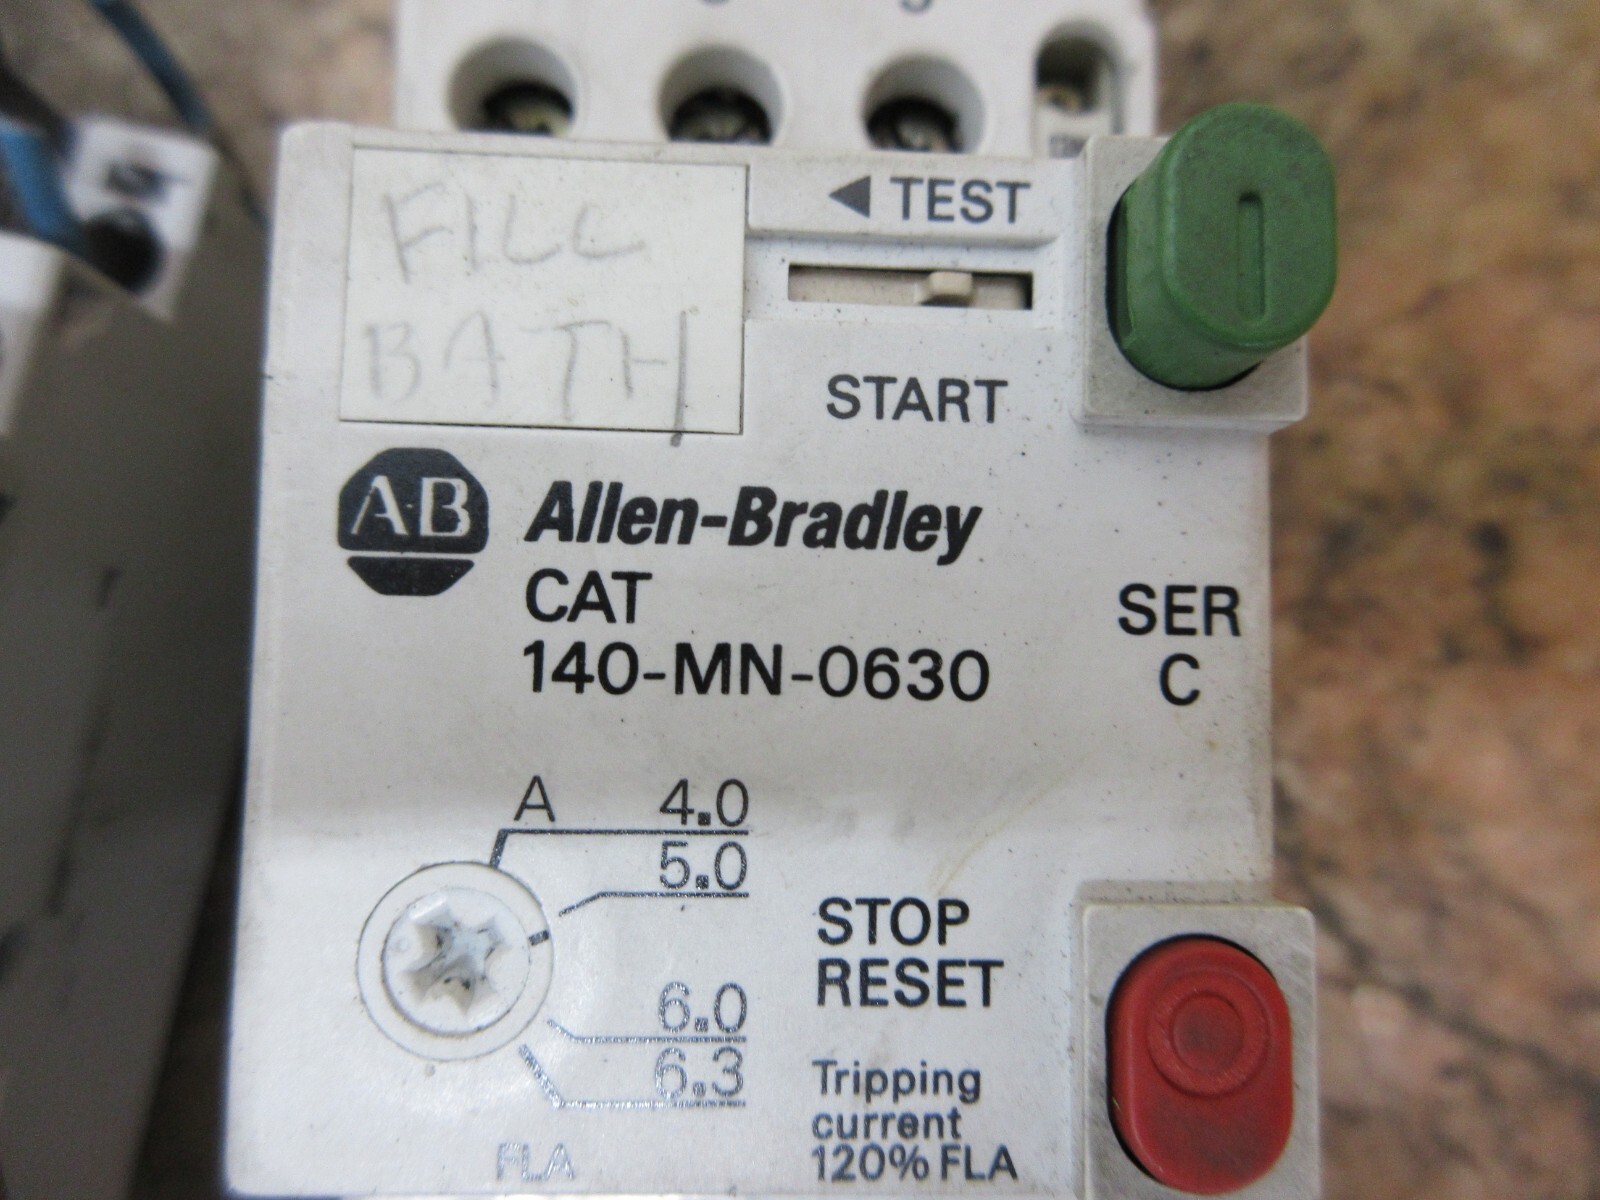 FILL
BATH
◀ TEST
START
AB Allen-Bradley
CAT
140-MN-0630
SER
C
A 4.0
5.0
6.0
6.3
FLA
STOP
RESET
Tripping
current
120% FLA